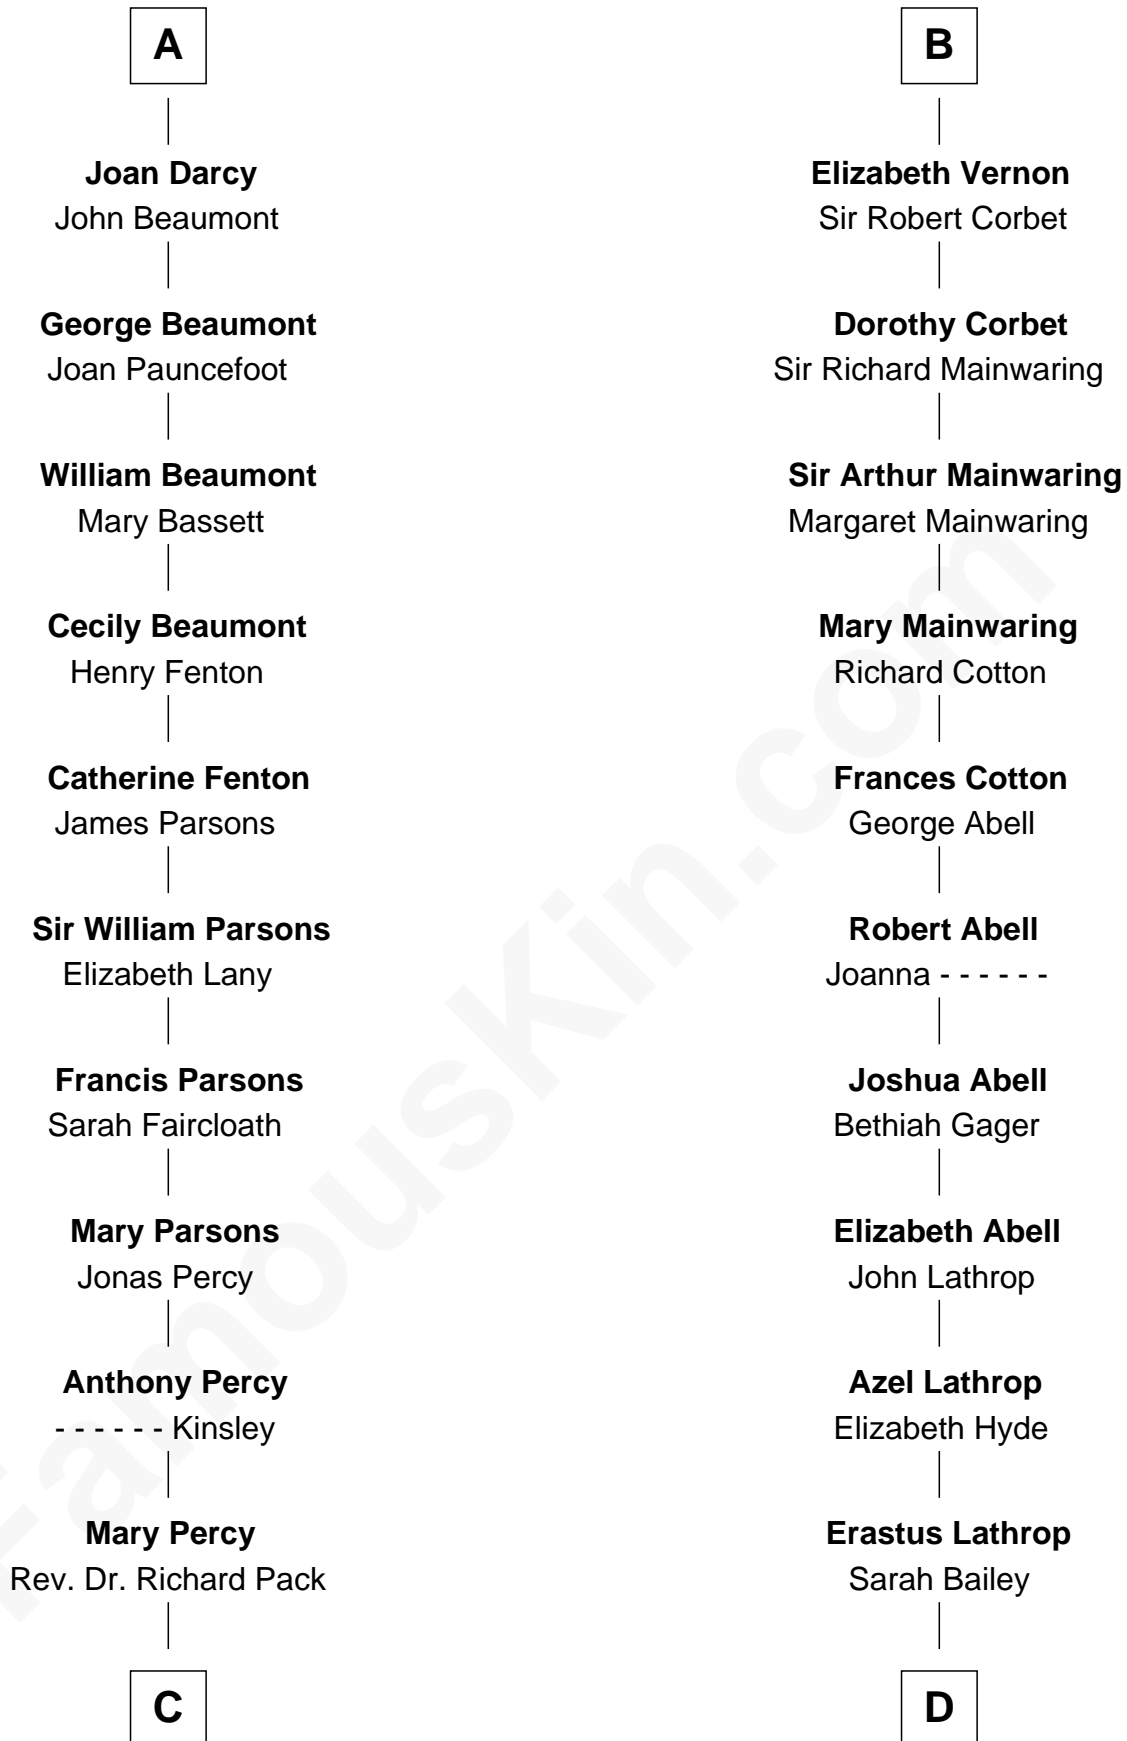 A
Joan Darcy
John Beaumont
George Beaumont
Joan Pauncefoot
William Beaumont
Mary Bassett
Cecily Beaumont
Henry Fenton
Catherine Fenton
James Parsons
Sir William Parsons
Elizabeth Lany
Francis Parsons
Sarah Faircloath
Mary Parsons
Jonas Percy
Anthony Percy
- - - - - - Kinsley
Mary Percy
Rev. Dr. Richard Pack
C
B
Elizabeth Vernon
Sir Robert Corbet
Dorothy Corbet
Sir Richard Mainwaring
Sir Arthur Mainwaring
Margaret Mainwaring
Mary Mainwaring
Richard Cotton
Frances Cotton
George Abell
Robert Abell
Joanna - - - - - -
Joshua Abell
Bethiah Gager
Elizabeth Abell
John Lathrop
Azel Lathrop
Elizabeth Hyde
Erastus Lathrop
Sarah Bailey
D
FamousKin.com